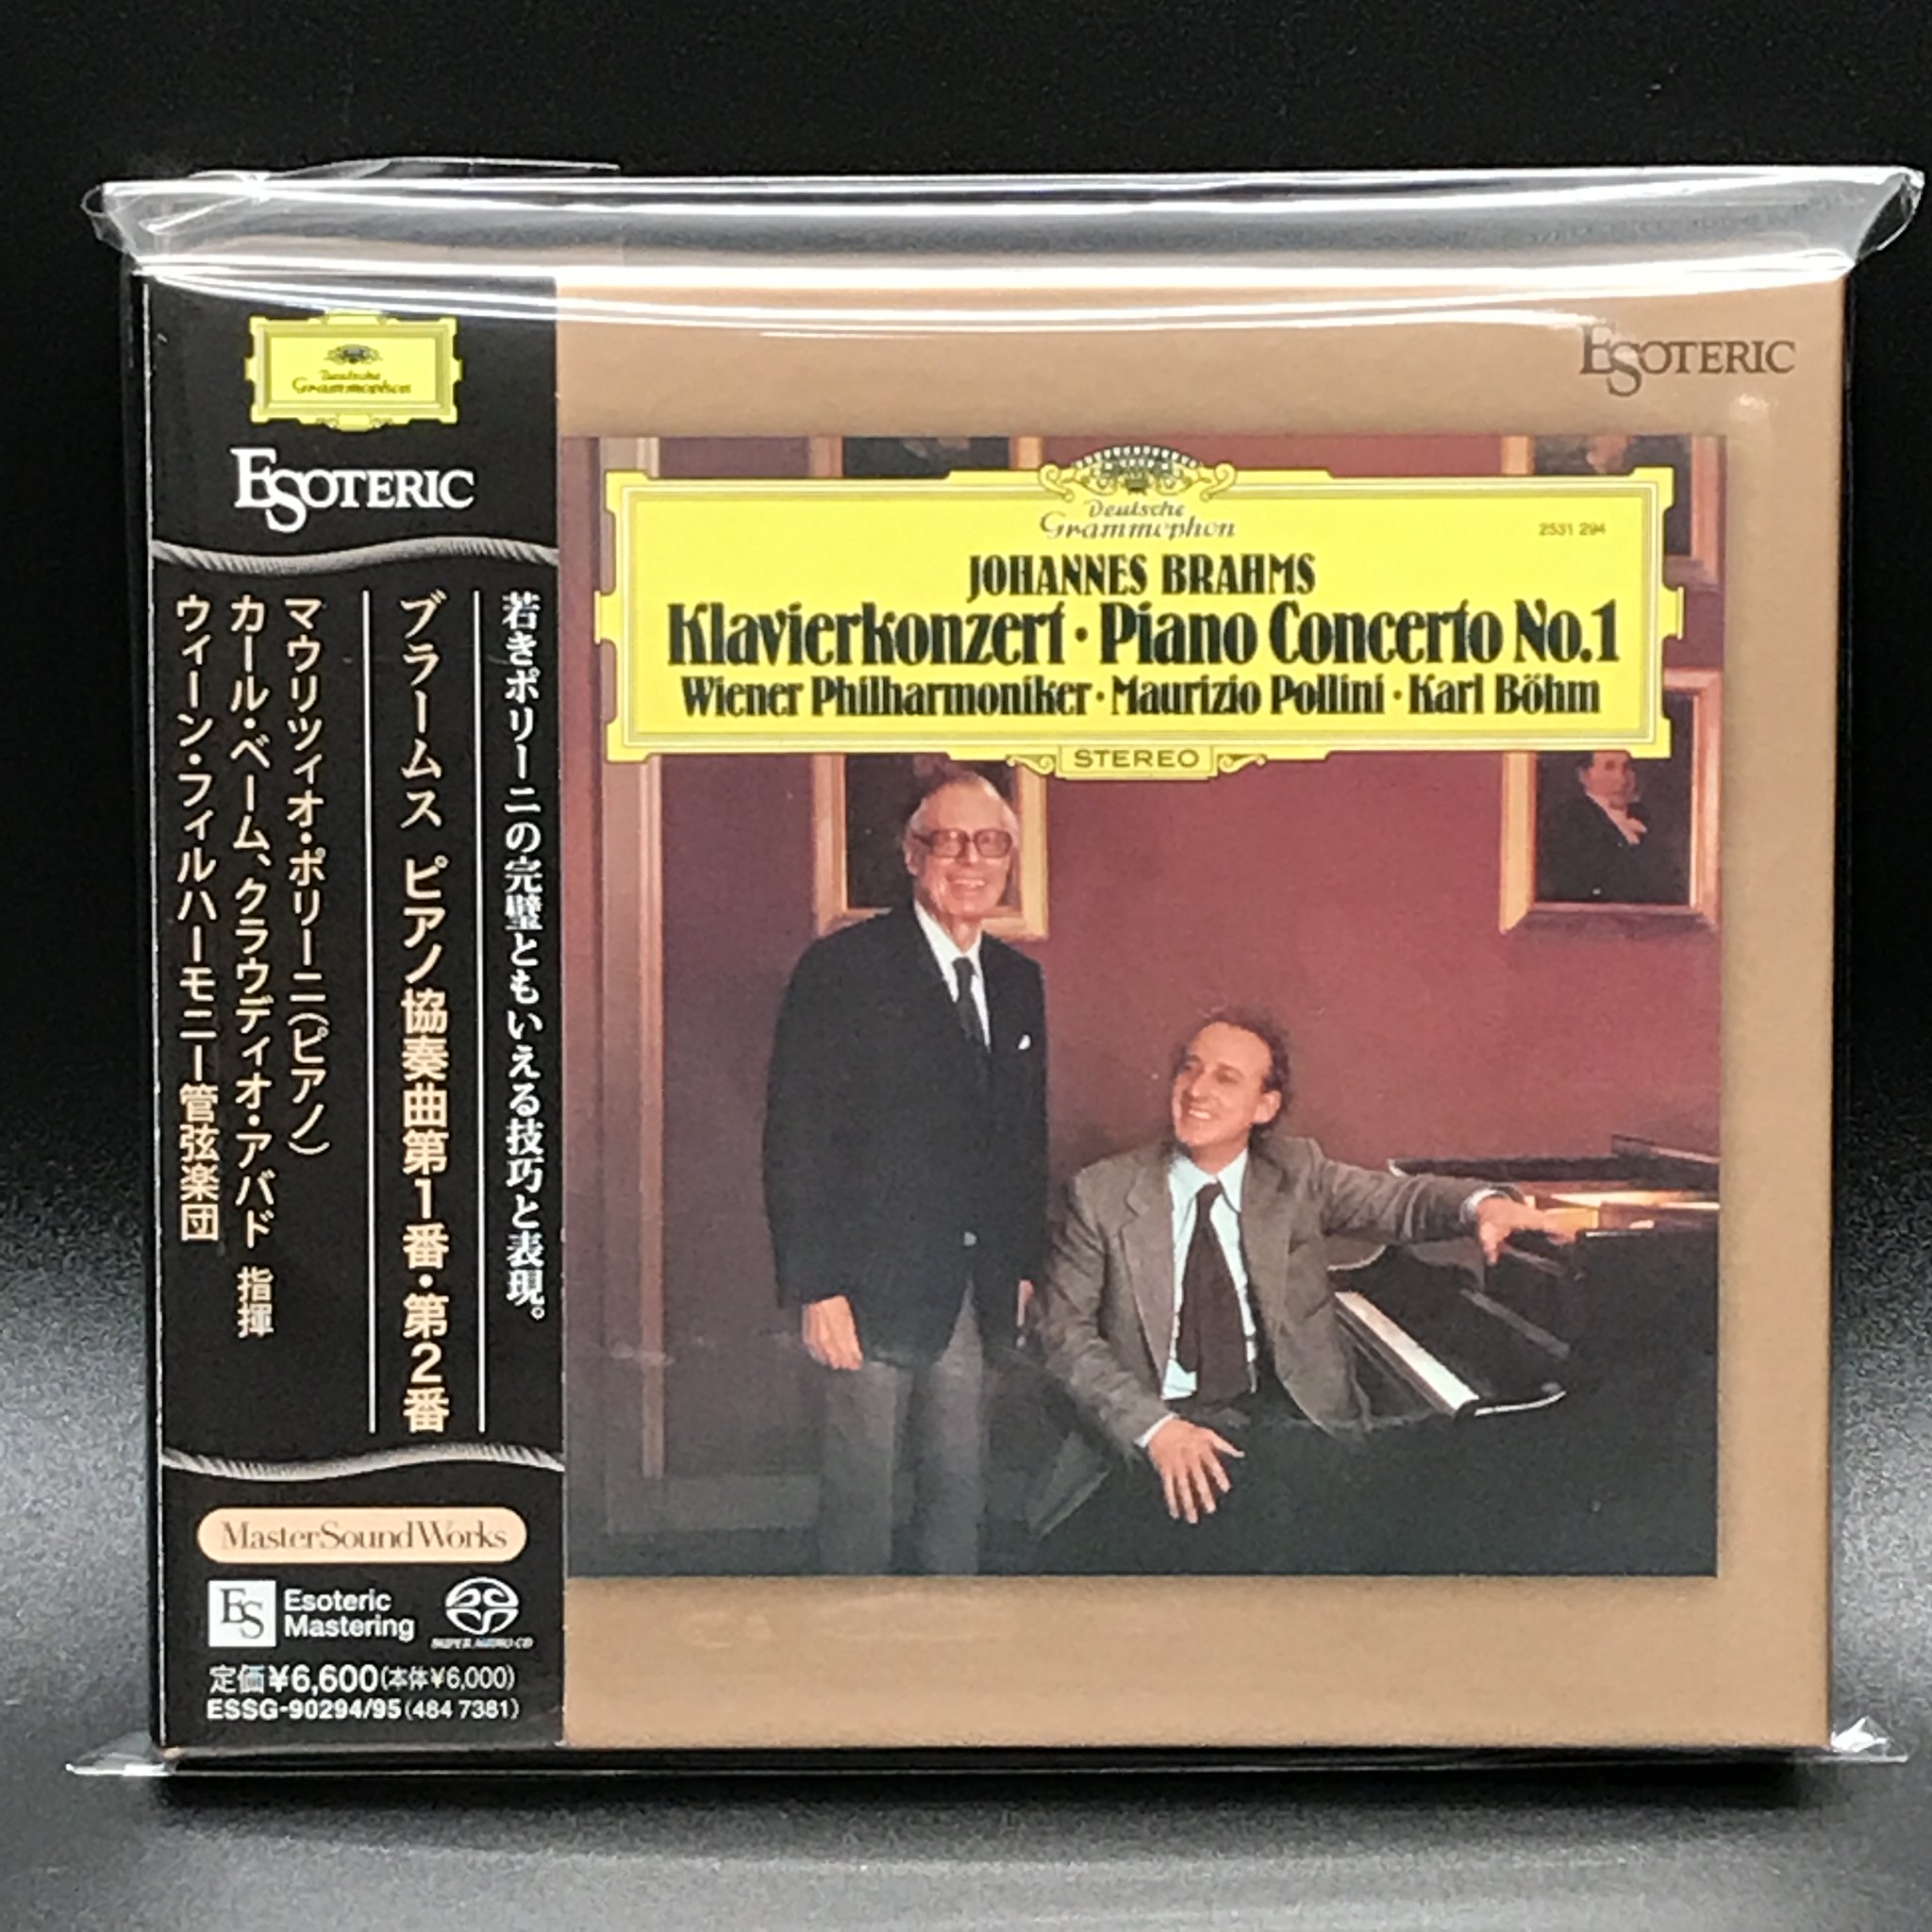 Deutsche
Grammophon
ESOTERIC
若きポリーニの完璧ともいえる技巧と表現。
ブラームス ピアノ協奏曲第1番・第2番
マウリツィオ・ポリーニ(ピアノ)
カール・ベーム、クラウディオ・アバド 指揮
ウィーン・フィルハーモニー管弦楽団
MasterSoundWorks
ES
Esoteric
Mastering
SUPER AUDIO CD
定価¥6,600(本体¥6,000)
ESSG-90294/95(484 7381)
ESOTERIC
Deutsche
Grammophon
2531 294
JOHANNES BRAHMS
Klavierkonzert · Piano Concerto No.1
Wiener Philharmoniker · Maurizio Pollini · Karl Böhm
STEREO